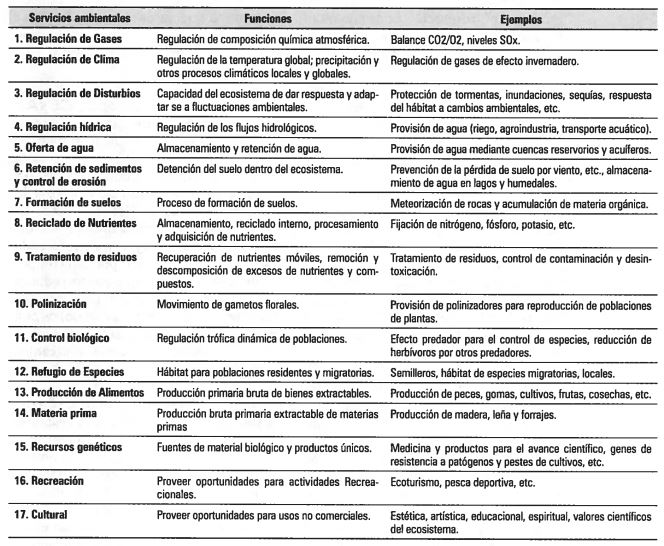 Servicios ambientales Funciones Ejemplos
1. Regulación de Gases Regulación de composición química atmosférica. Balance CO2/O2, niveles SOx.
2. Regulación de Clima Regulación de la temperatura global; precipitación y Regulación de gases de efecto invernadero.
otros procesos climáticos locales y globales.
3. Regulación de Disturbios Capacidad del ecosistema de dar respuesta y adap- Protección de tormentas, inundaciones, sequías, respuesta
tar se a fluctuaciones ambientales. del hábitat a cambios ambientales, etc.
4. Regulación hídrica Regulación de los flujos hidrológicos. Provisión de agua (riego, agroindustria, transporte acuático).
5. Oferta de agua Almacenamiento y retención de agua. Provisión de agua mediante cuencas reservorios y acuíferos.
6. Retención de sedimentos Detención del suelo dentro del ecosistema. Prevención de la pérdida de suelo por viento, etc., almacena-
y control de erosión miento de agua en lagos y humedales.
7. Formación de suelos Proceso de formación de suelos. Meteorización de rocas y acumulación de materia orgánica.
8. Reciclado de Nutrientes Almacenamiento, reciclado interno, procesamiento Fijación de nitrógeno, fósforo, potasio, etc.
y adquisición de nutrientes.
9. Tratamiento de residuos Recuperación de nutrientes móviles, remoción y Tratamiento de residuos, control de contaminación y desin-
descomposición de excesos de nutrientes y com- toxicación.
puestos.
10. Polinización Movimiento de gametos florales. Provisión de polinizadores para reproducción de poblaciones
de plantas.
11. Control biológico Regulación trófica dinámica de poblaciones. Efecto predador para el control de especies, reducción de
herbívoros por otros predadores.
12. Refugio de Especies Hábitat para poblaciones residentes y migratorias. Semilleros, hábitat de especies migratorias, locales.
13. Producción de Alimentos Producción primaria bruta de bienes extractables. Producción de peces, gomas, cultivos, frutas, cosechas, etc.
14. Materia prima Producción bruta primaria extractable de materias Producción de madera, leña y forrajes.
primas
15. Recursos genéticos Fuentes de material biológico y productos únicos. Medicina y productos para el avance científico, genes de
resistencia a patógenos y pestes de cultivos, etc.
16. Recreación Proveer oportunidades para actividades Recrea- Ecoturismo, pesca deportiva, etc.
cionales.
17. Cultural Proveer oportunidades para usos no comerciales. Estética, artística, educacional, espiritual, valores científicos
del ecosistema.